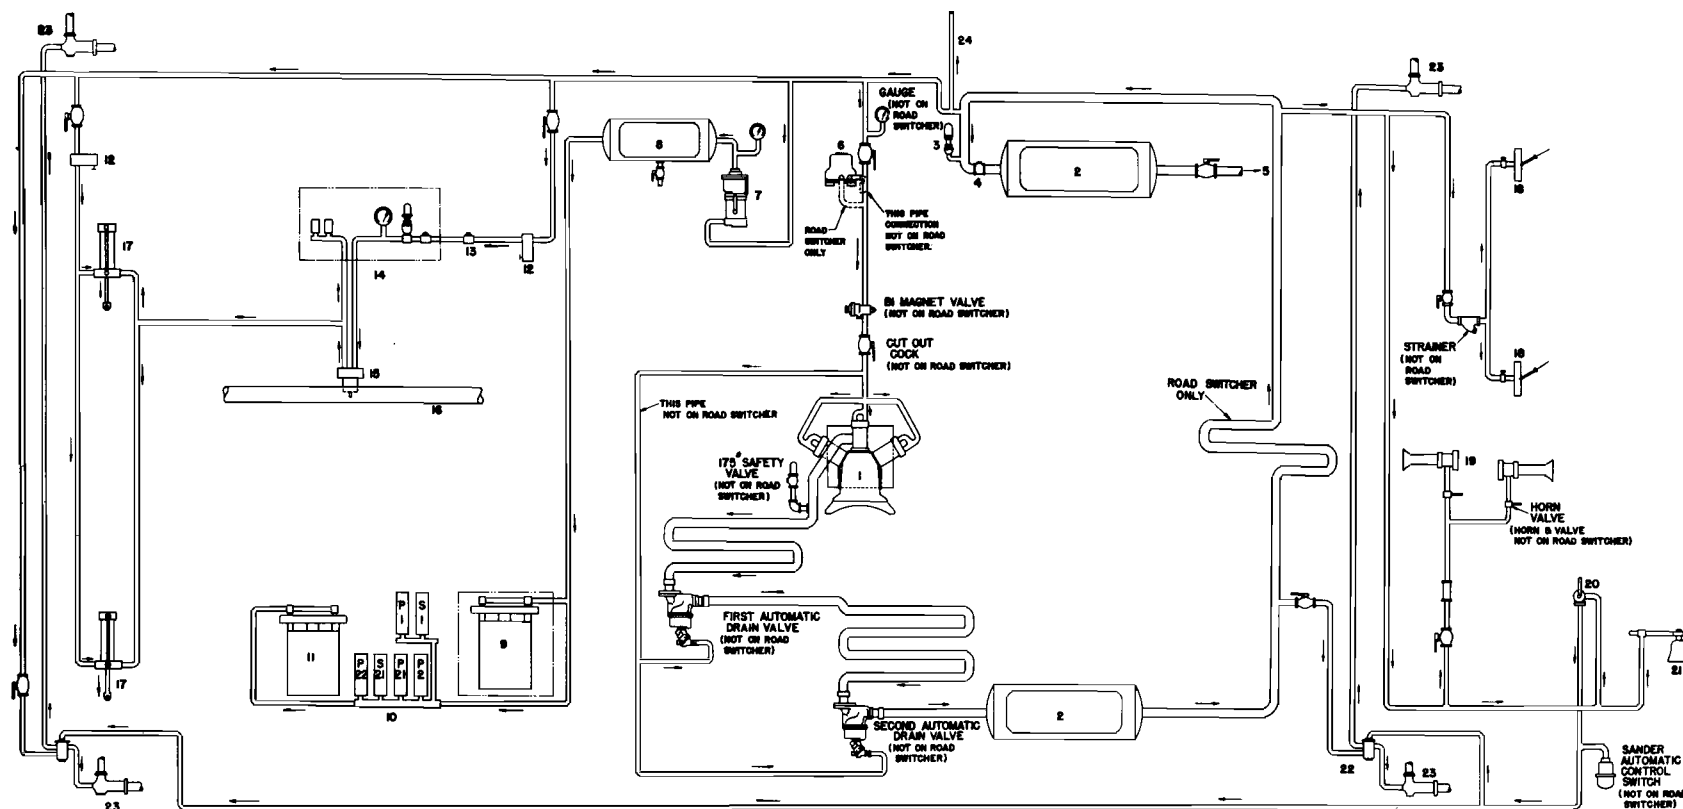 23
24
23
GAUGE
(NOT ON
ROAD
SWITCHER)
3
6
8
7
4
2
5
12
18
THIS PIPE
CONNECTION
NOT ON ROAD
SWITCHER.
ROAD
SWITCHER
ONLY
17
14
13
12
BI MAGNET VALVE
(NOT ON ROAD SWITCHER)
CUT OUT
COCK
(NOT ON ROAD SWITCHER)
STRAINER
(NOT ON
ROAD
SWITCHER)
18
15
16
THIS PIPE
NOT ON ROAD SWITCHER
ROAD SWITCHER
ONLY
175# SAFETY
VALVE
(NOT ON ROAD
SWITCHER)
1
19
HORN
VALVE
(HORN & VALVE
NOT ON ROAD SWITCHER)
FIRST AUTOMATIC
DRAIN VALVE
(NOT ON ROAD
SWITCHER)
20
21
P
1
S
1
11
9
P
22
S
21
P
21
P
2
17
10
2
SECOND AUTOMATIC
DRAIN VALVE
(NOT ON ROAD
SWITCHER)
22
23
23
SANDER
AUTOMATIC
CONTROL
SWITCH
(NOT ON ROAD
SWITCHER)